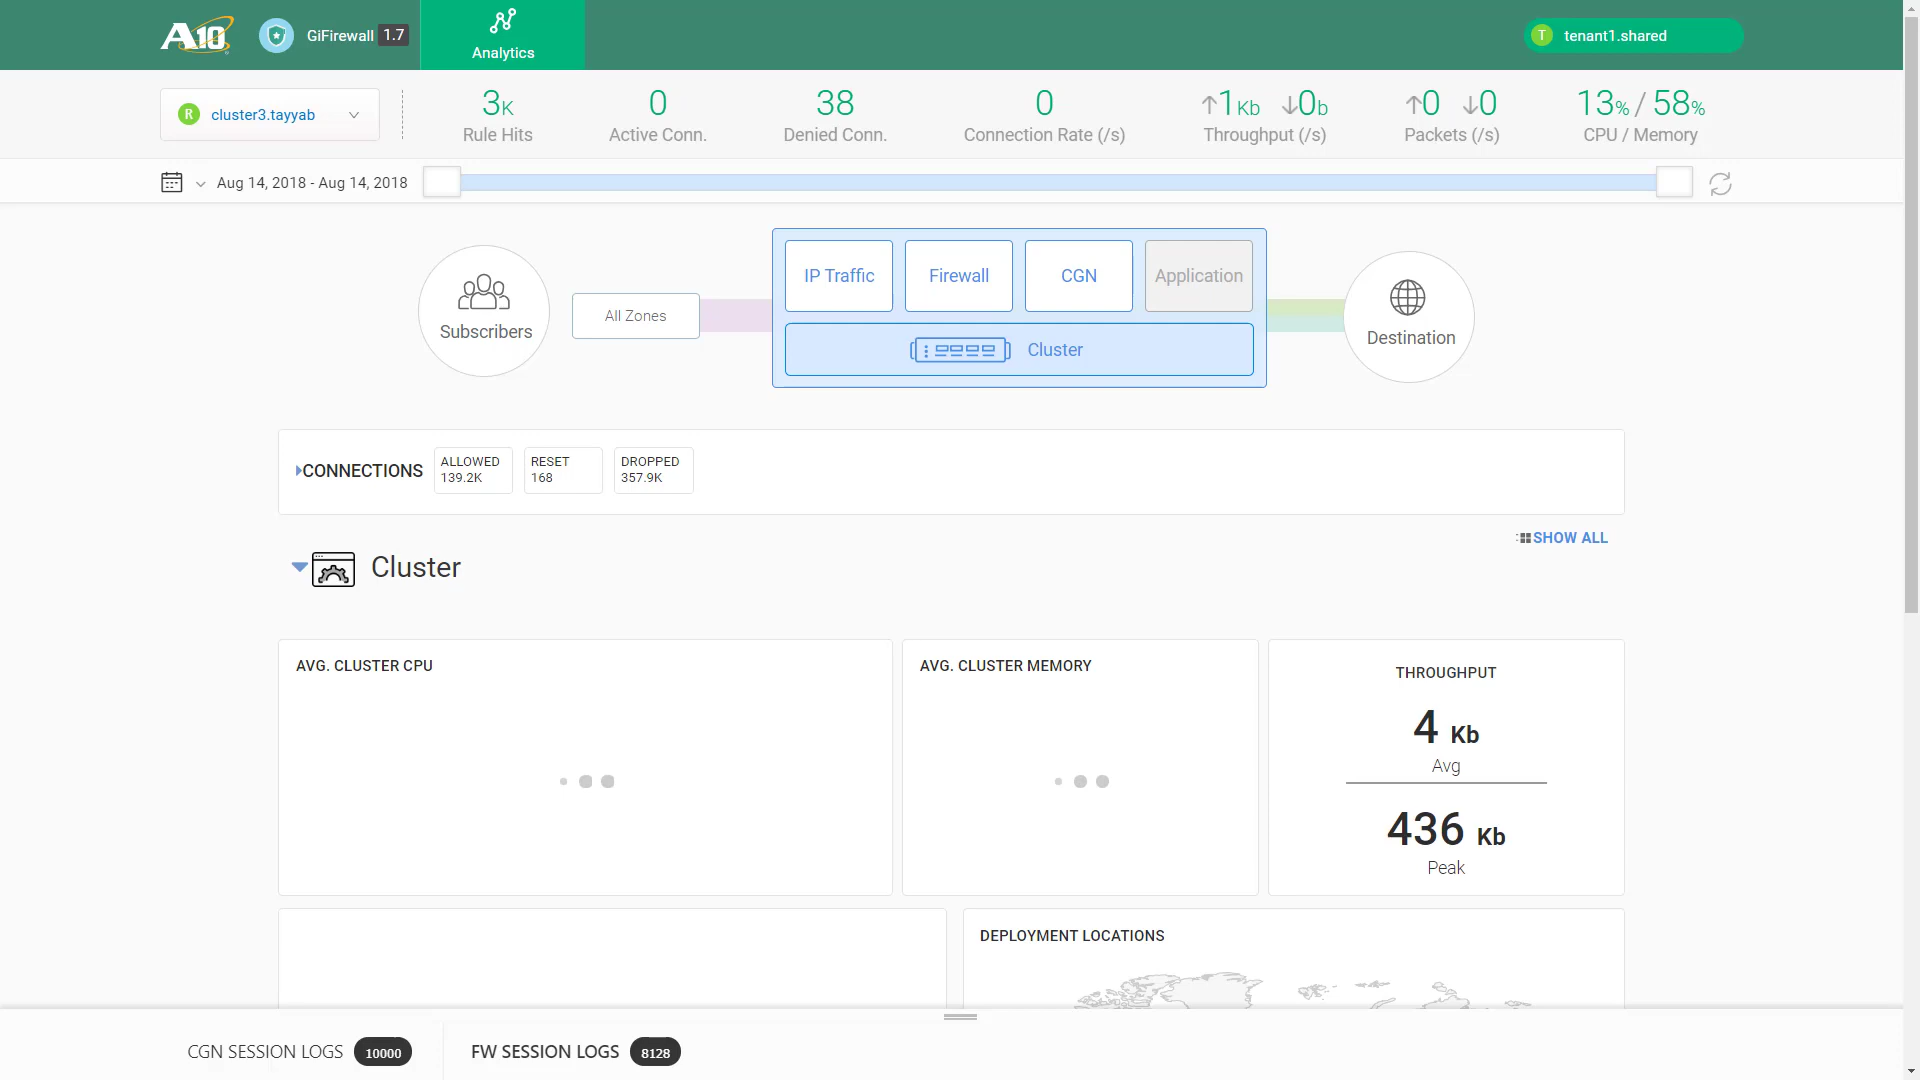 A10 GiFirewall 1.7
Analytics
T tenant1.shared
R cluster3.tayyab
3K
Rule Hits
0
Active Conn.
38
Denied Conn.
0
Connection Rate (/s)
↑1Kb ↓0b
Throughput (/s)
↑0 ↓0
Packets (/s)
13% / 58%
CPU / Memory
Aug 14, 2018 - Aug 14, 2018
Subscribers
All Zones
IP Traffic
Firewall
CGN
Application
Cluster
Destination
CONNECTIONS
ALLOWED
139.2K
RESET
168
DROPPED
357.9K
SHOW ALL
Cluster
AVG. CLUSTER CPU
AVG. CLUSTER MEMORY
THROUGHPUT
4 Kb
Avg
436 Kb
Peak
DEPLOYMENT LOCATIONS
CGN SESSION LOGS 10000
FW SESSION LOGS 8128